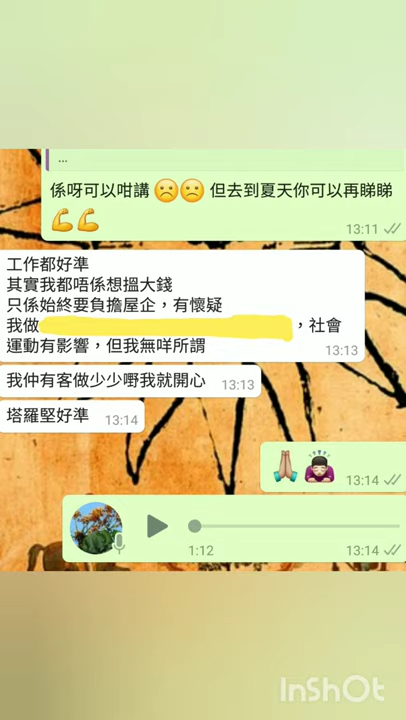 ...
係呀可以咁講 ☹️☹️ 但去到夏天你可以再睇睇
💪💪
13:11
工作都好準
其實我都唔係想搵大錢
只係始終要負擔屋企，有懷疑
我做，社會
運動有影響，但我無咩所謂
13:13
我仲有客做少少嘢我就開心 13:13
塔羅堅好準 13:14
🙏🏼🙇🏻 13:14
1:12 13:14
InShOt